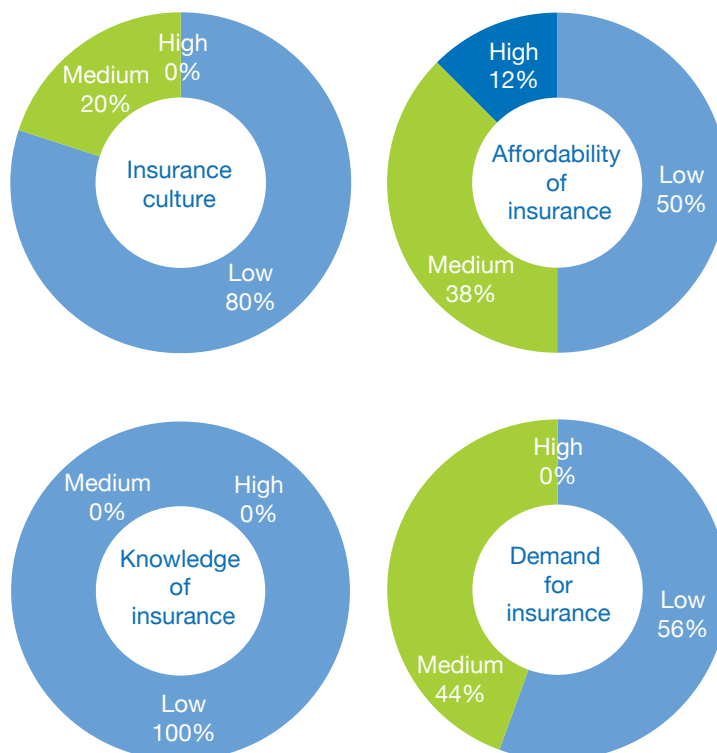 High
0%
Medium
20%
Insurance
culture
Low
80%
High
12%
Affordability
of
insurance
Low
50%
Medium
38%
Medium
0%
High
0%
Knowledge
of
insurance
Low
100%
High
0%
Demand
for
insurance
Low
56%
Medium
44%